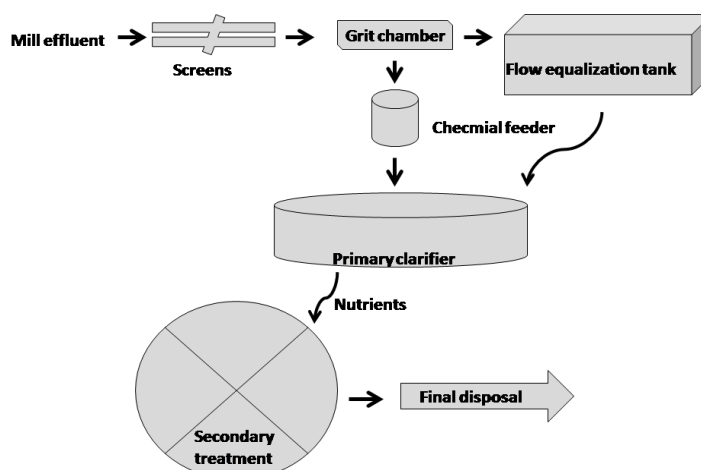 Mill effluent
Screens
Grit chamber
Flow equalization tank
Checmial feeder
Primary clarifier
Nutrients
Secondary
treatment
Final disposal